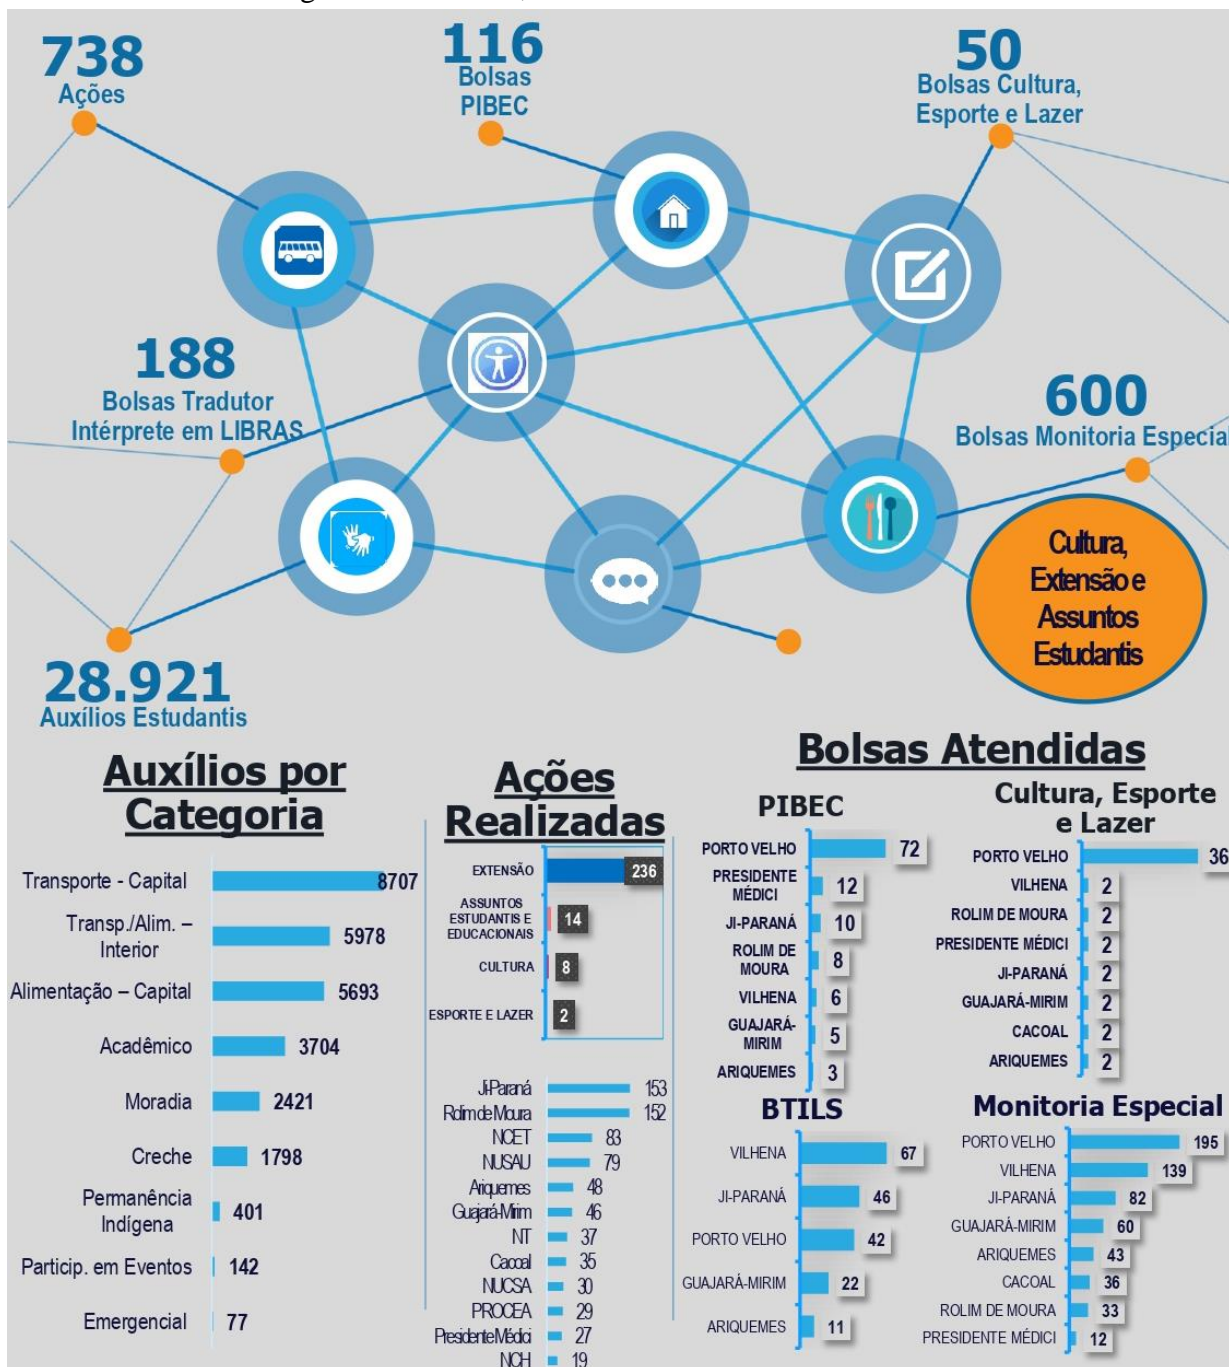 738
Ações
116
Bolsas
PIBEC
50
Bolsas Cultura,
Esporte e Lazer
188
Bolsas Tradutor
Intérprete em LIBRAS
600
Bolsas Monitoria Especial
Cultura,
Extensão e
Assuntos
Estudantis
28.921
Auxílios Estudantis
Auxílios por
Categoria
Transporte - Capital 8707
Transp./Alim. –
Interior 5978
Alimentação – Capital 5693
Acadêmico 3704
Moradia 2421
Creche 1798
Permanência
Indígena 401
Particip. em Eventos 142
Emergencial 77
Ações
Realizadas
EXTENSÃO 236
ASSUNTOS
ESTUDANTIS E
EDUCACIONAIS 14
CULTURA 8
ESPORTE E LAZER 2
Ji-Paraná 153
Rolim de Moura 152
NCET 83
NUSAU 79
Ariquemes 48
Guajará-Mirim 46
NT 37
Cacoal 35
NUCSA 30
PROCEA 29
Presidente Médici 27
NCH 19
Bolsas Atendidas
PIBEC
PORTO VELHO 72
PRESIDENTE
MÉDICI 12
JI-PARANÁ 10
ROLIM DE
MOURA 8
VILHENA 6
GUAJARÁ-
MIRIM 5
ARIQUEMES 3
Cultura, Esporte
e Lazer
PORTO VELHO 36
VILHENA 2
ROLIM DE MOURA 2
PRESIDENTE MÉDICI 2
JI-PARANÁ 2
GUAJARÁ-MIRIM 2
CACOAL 2
ARIQUEMES 2
BTILS
VILHENA 67
JI-PARANÁ 46
PORTO VELHO 42
GUAJARÁ-MIRIM 22
ARIQUEMES 11
Monitoria Especial
PORTO VELHO 195
VILHENA 139
JI-PARANÁ 82
GUAJARÁ-MIRIM 60
ARIQUEMES 43
CACOAL 36
ROLIM DE MOURA 33
PRESIDENTE MÉDICI 12